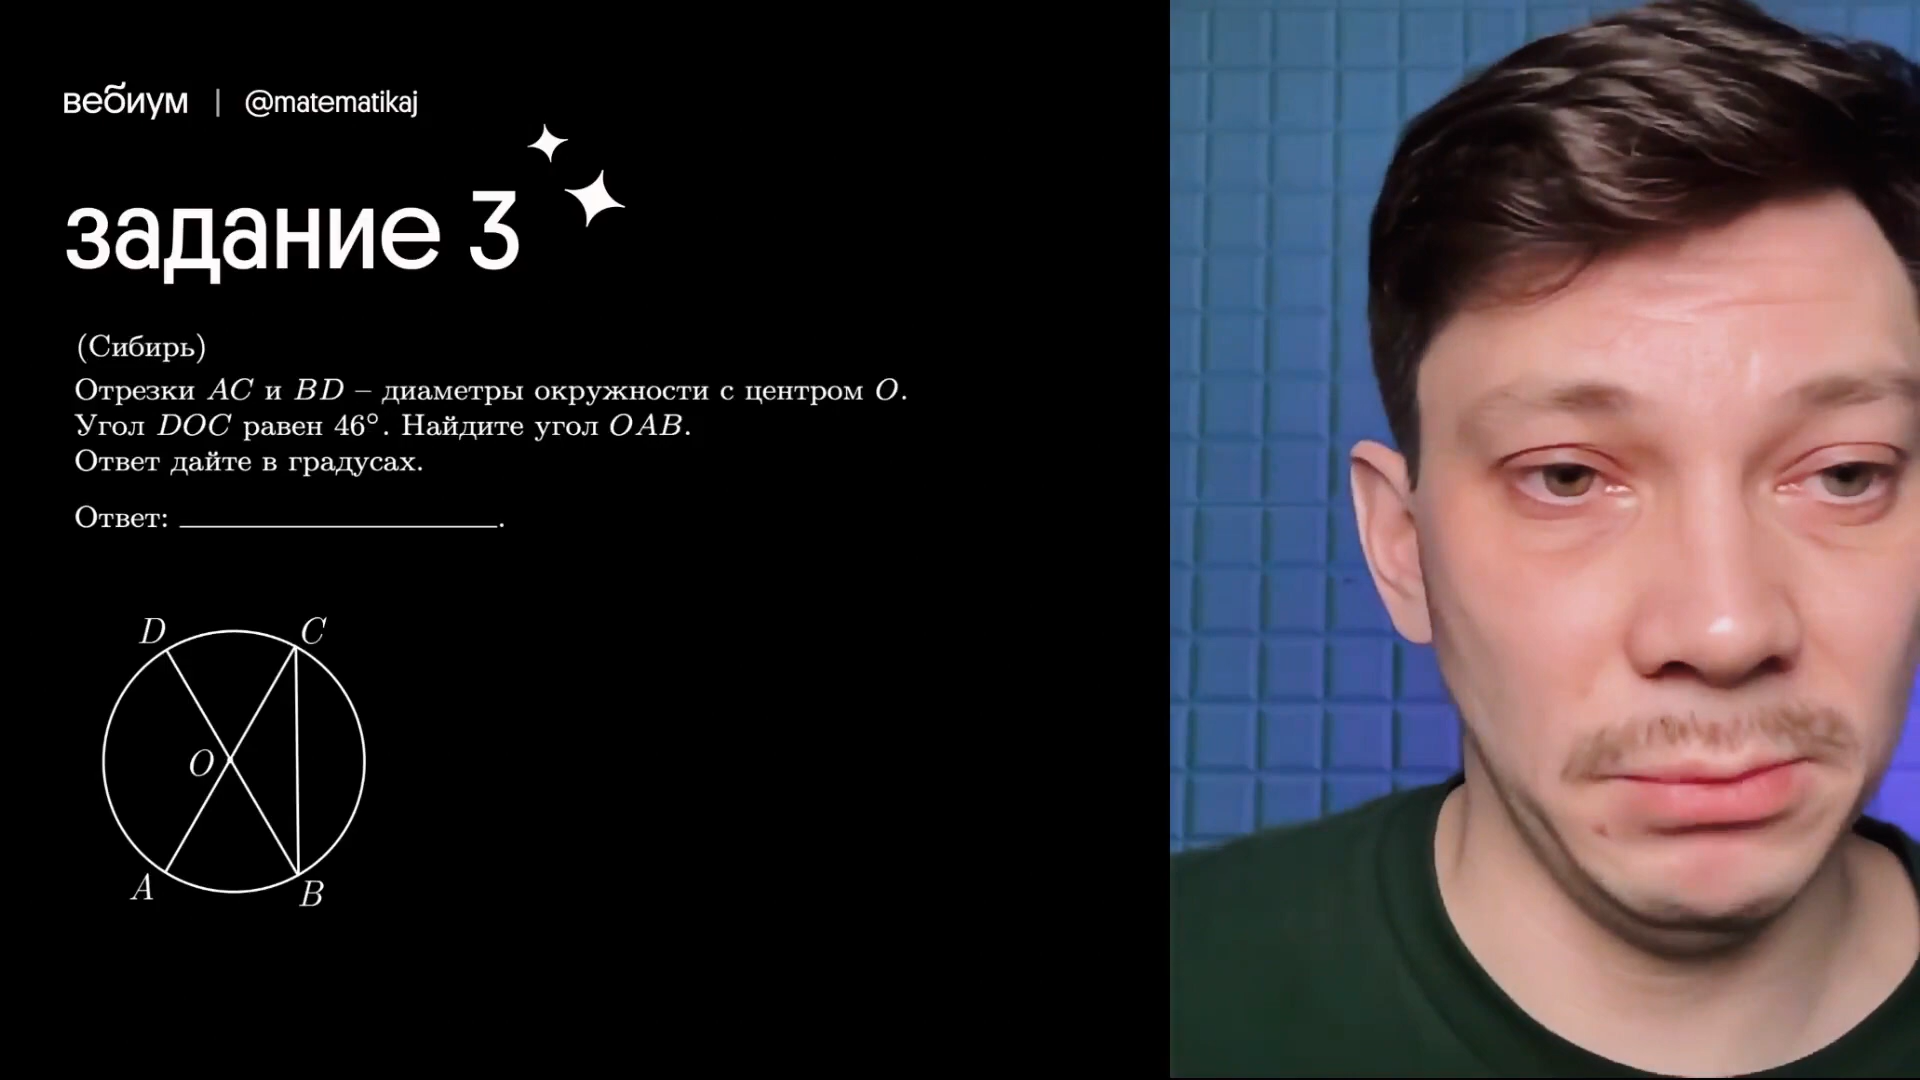 вебиум | @matematikaj
задание 3
(Сибирь)
Отрезки AC и BD – диаметры окружности с центром O.
Угол DOC равен 46°. Найдите угол OAB.
Ответ дайте в градусах.
Ответ: ____________________.
D
C
O
A
B